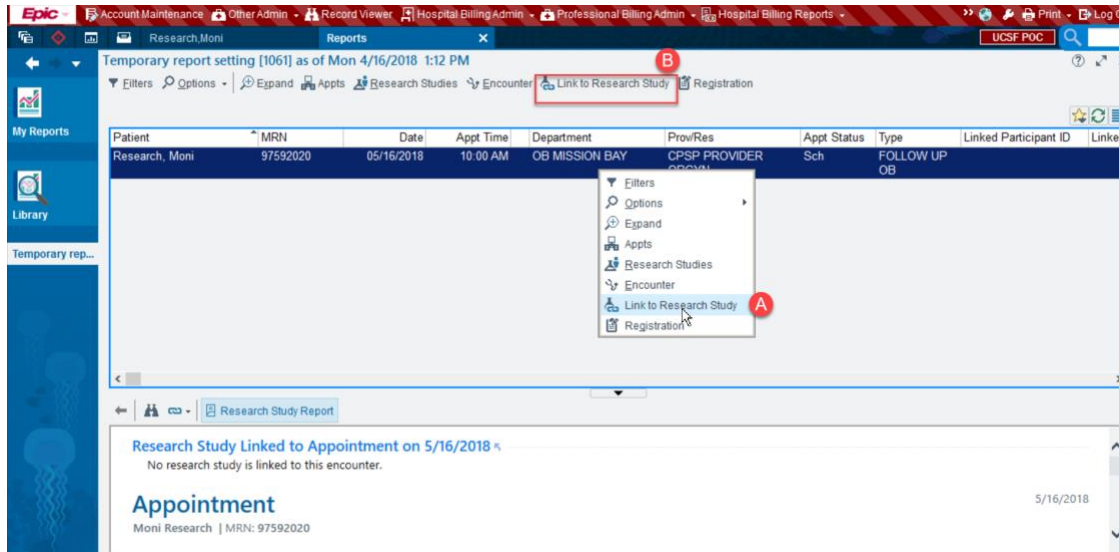 Epic Account Maintenance Other Admin Record Viewer Hospital Billing Admin Professional Billing Admin Hospital Billing Reports » Print Log
Research,Moni Reports × UCSF POC
Temporary report setting [1061] as of Mon 4/16/2018 1:12 PM
B
Filters Options Expand Appts Research Studies Encounter Link to Research Study Registration
My Reports
Patient MRN Date Appt Time Department Prov/Res Appt Status Type Linked Participant ID Linke
Research, Moni 97592020 05/16/2018 10:00 AM OB MISSION BAY CPSP PROVIDER Sch FOLLOW UP
OB
Filters
Options
Library
Expand
Appts
Temporary rep...
Research Studies
Encounter
Link to Research Study A
Registration
Research Study Report
Research Study Linked to Appointment on 5/16/2018
No research study is linked to this encounter.
Appointment 5/16/2018
Moni Research | MRN: 97592020